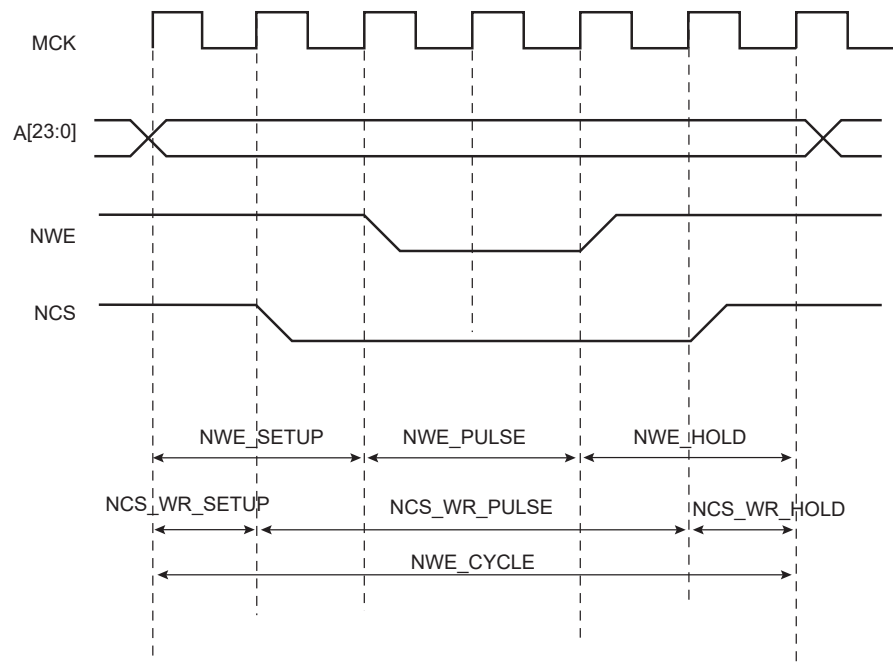 MCK
A[23:0]
NWE
NCS
NWE_SETUP NWE_PULSE NWE_HOLD
NCS_WR_SETUP NCS_WR_PULSE NCS_WR_HOLD
NWE_CYCLE